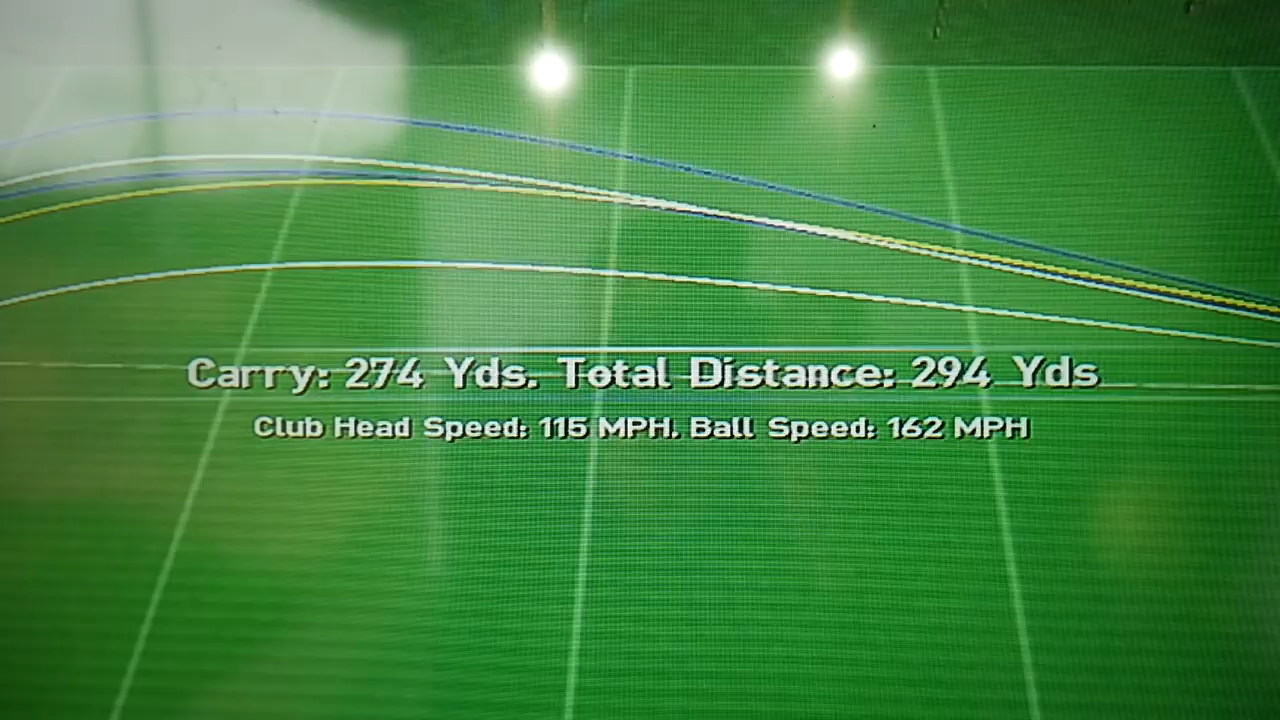 Carry: 274 Yds. Total Distance: 294 Yds
Club Head Speed: 115 MPH. Ball Speed: 162 MPH